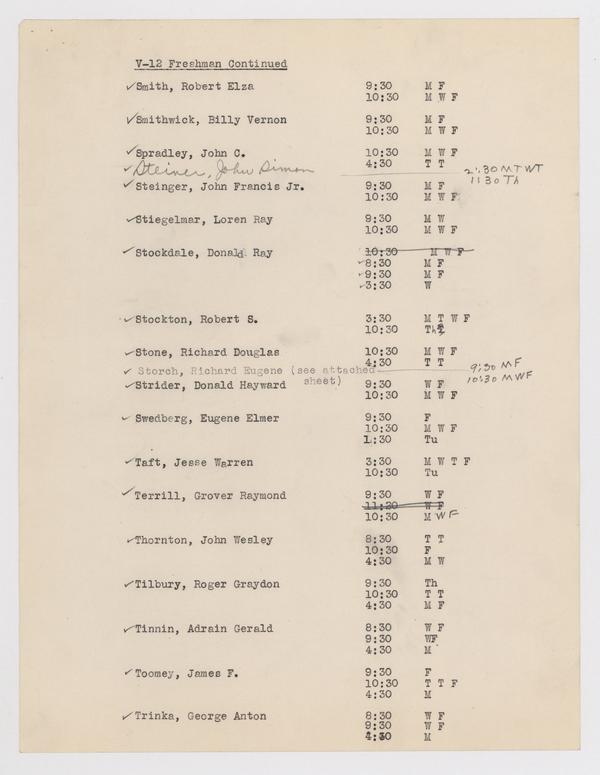 V-12 Freshman Continued
✓Smith, Robert Elza 9:30 M F
10:30 M W F
✓Smithwick, Billy Vernon 9:30 M F
10:30 M W F
✓Spradley, John C. 10:30 M W F
4:30 T T
✓Steiner, John Simon 2:30 MTWT
1130 Th
✓Steinger, John Francis Jr. 9:30 M F
10:30 M W F
✓Stiegelmar, Loren Ray 9:30 M W
10:30 M W F
✓Stockdale, Donald Ray 10:30 M W F
✓8:30 M F
✓9:30 M F
✓3:30 W
✓Stockton, Robert S. 3:30 M T W F
10:30 Th
✓Stone, Richard Douglas 10:30 M W F
4:30 T T
✓Storch, Richard Eugene (see attached sheet) 9:30 MF
10:30 MWF
✓Strider, Donald Hayward 9:30 W F
10:30 M W F
✓Swedberg, Eugene Elmer 9:30 F
10:30 M W F
1:30 Tu
✓Taft, Jesse Warren 3:30 M W T F
10:30 Tu
✓Terrill, Grover Raymond 9:30 W F
11:30 W F
10:30 M WF
✓Thornton, John Wesley 8:30 T T
10:30 F
4:30 M W
✓Tilbury, Roger Graydon 9:30 Th
10:30 T T
4:30 M F
✓Tinnin, Adrain Gerald 8:30 W F
9:30 WF
4:30 M
✓Toomey, James F. 9:30 F
10:30 T T F
4:30 M
✓Trinka, George Anton 8:30 W F
9:30 W F
4:30 M